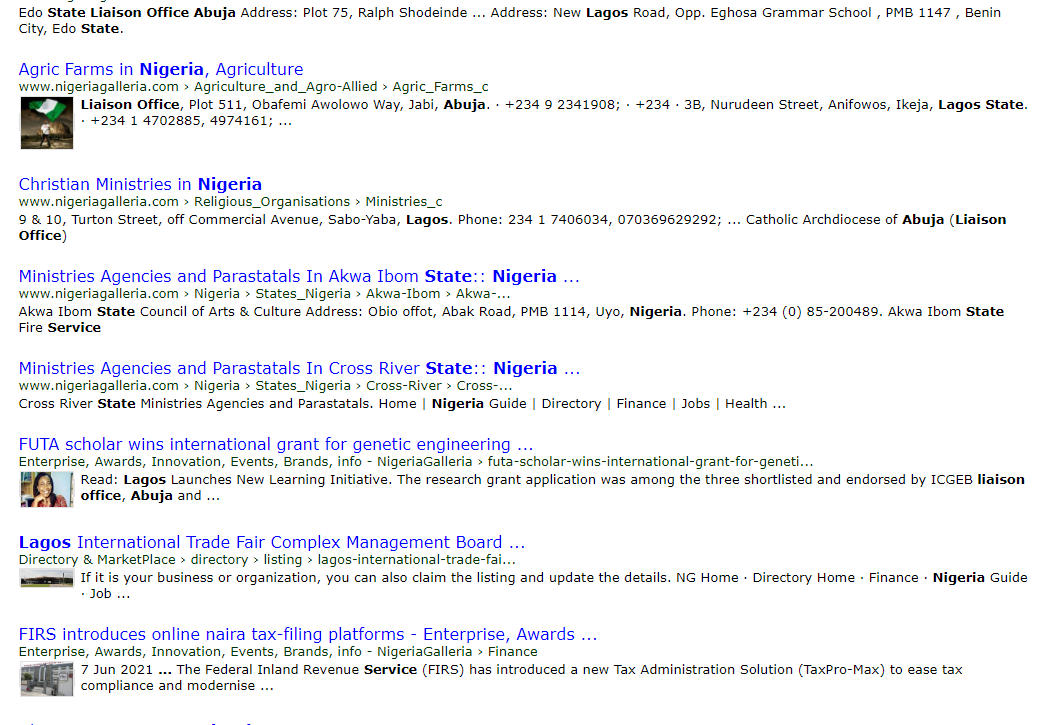 Edo State Liaison Office Abuja Address: Plot 75, Ralph Shodeinde ... Address: New Lagos Road, Opp. Eghosa Grammar School , PMB 1147 , Benin
City, Edo State.
Agric Farms in Nigeria, Agriculture
www.nigeriagalleria.com › Agriculture_and_Agro-Allied › Agric_Farms_c
Liaison Office, Plot 511, Obafemi Awolowo Way, Jabi, Abuja. · +234 9 2341908; · +234 · 3B, Nurudeen Street, Anifowos, Ikeja, Lagos State.
· +234 1 4702885, 4974161; ...
Christian Ministries in Nigeria
www.nigeriagalleria.com › Religious_Organisations › Ministries_c
9 & 10, Turton Street, off Commercial Avenue, Sabo-Yaba, Lagos. Phone: 234 1 7406034, 070369629292; ... Catholic Archdiocese of Abuja (Liaison
Office)
Ministries Agencies and Parastatals In Akwa Ibom State:: Nigeria ...
www.nigeriagalleria.com › Nigeria › States_Nigeria › Akwa-Ibom › Akwa-...
Akwa Ibom State Council of Arts & Culture Address: Obio offot, Abak Road, PMB 1114, Uyo, Nigeria. Phone: +234 (0) 85-200489. Akwa Ibom State
Fire Service
Ministries Agencies and Parastatals In Cross River State:: Nigeria ...
www.nigeriagalleria.com › Nigeria › States_Nigeria › Cross-River › Cross-...
Cross River State Ministries Agencies and Parastatals. Home | Nigeria Guide | Directory | Finance | Jobs | Health ...
FUTA scholar wins international grant for genetic engineering ...
Enterprise, Awards, Innovation, Events, Brands, info - NigeriaGalleria › futa-scholar-wins-international-grant-for-geneti...
Read: Lagos Launches New Learning Initiative. The research grant application was among the three shortlisted and endorsed by ICGEB liaison
office, Abuja and ...
Lagos International Trade Fair Complex Management Board ...
Directory & MarketPlace › directory › listing › lagos-international-trade-fai...
If it is your business or organization, you can also claim the listing and update the details. NG Home · Directory Home · Finance · Nigeria Guide
· Job ...
FIRS introduces online naira tax-filing platforms - Enterprise, Awards ...
Enterprise, Awards, Innovation, Events, Brands, info - NigeriaGalleria › Finance
7 Jun 2021 ... The Federal Inland Revenue Service (FIRS) has introduced a new Tax Administration Solution (TaxPro-Max) to ease tax
compliance and modernise ...